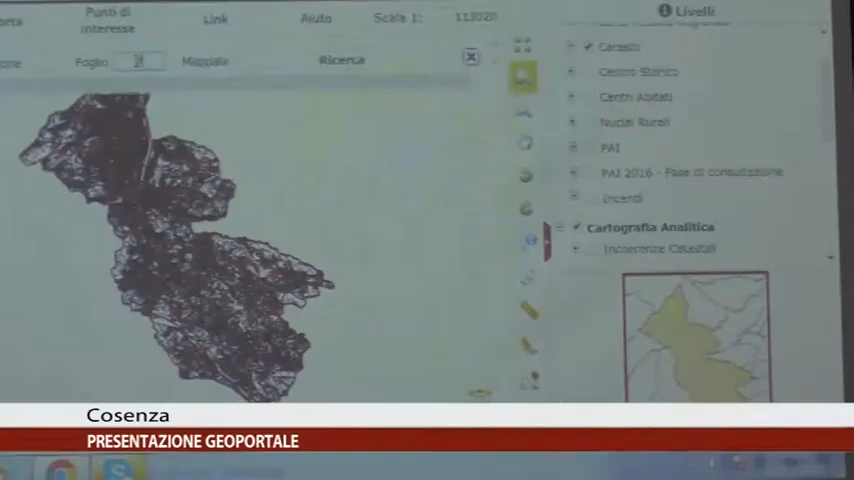 Punti di
interesse
Link
Aiuto
Scala 1:
113020
Livelli
Foglio
Mappale
Ricerca
Catasto
Centro Storico
Centri Abitati
Nuclei Rurali
PAI
PAI 2016 - Fase di consultazione
Incendi
Cartografia Analitica
Incoerenze Catastali
Cosenza
PRESENTAZIONE GEOPORTALE